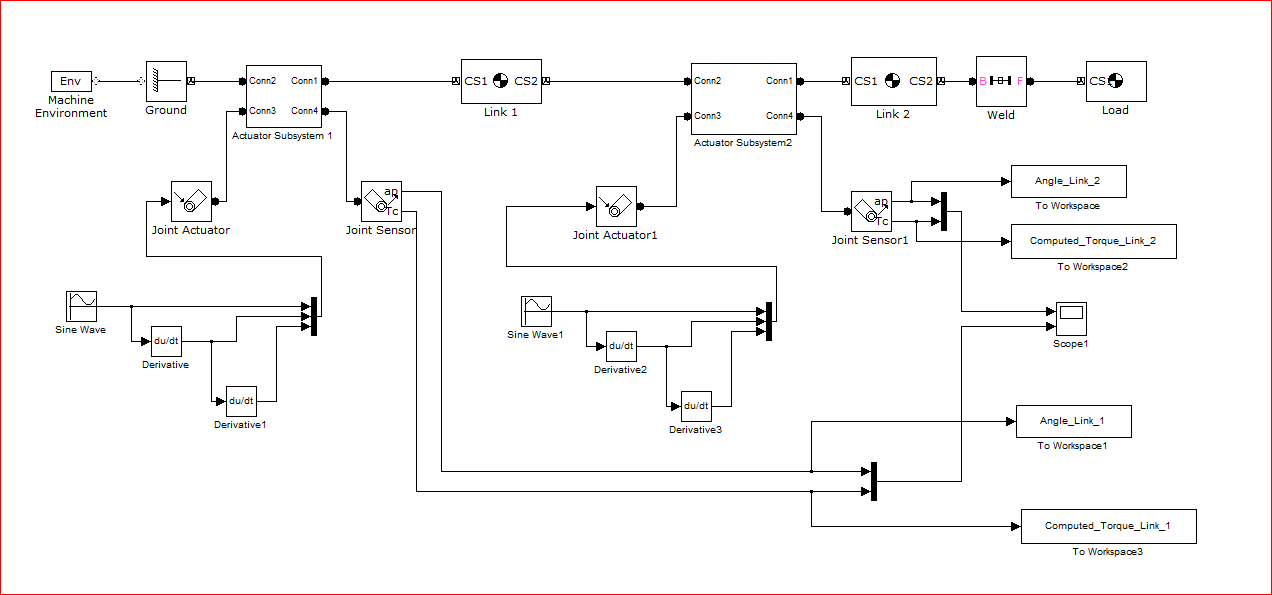 Env
Machine
Environment
Ground
Conn2
Conn1
Conn3
Conn4
Actuator Subsystem 1
CS1
CS2
Link 1
Conn2
Conn1
Conn3
Conn4
Actuator Subsystem2
CS1
CS2
Link 2
B
F
Weld
CS1
Load
Joint Actuator
ap
Tc
Joint Sensor
Joint Actuator1
ap
Tc
Joint Sensor1
Angle_Link_2
To Workspace
Computed_Torque_Link_2
To Workspace2
Sine Wave
du/dt
Derivative
du/dt
Derivative1
Sine Wave1
du/dt
Derivative2
du/dt
Derivative3
Scope1
Angle_Link_1
To Workspace1
Computed_Torque_Link_1
To Workspace3